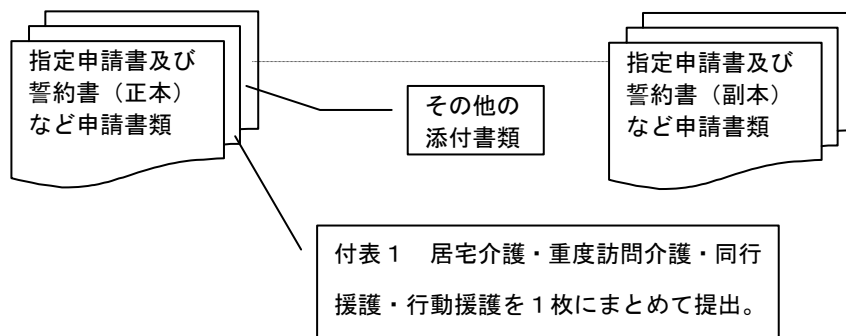 指定申請書及び
誓約書（正本）
など申請書類
その他の
添付書類
指定申請書及び
誓約書（副本）
など申請書類
付表１　居宅介護・重度訪問介護・同行
援護・行動援護を１枚にまとめて提出。